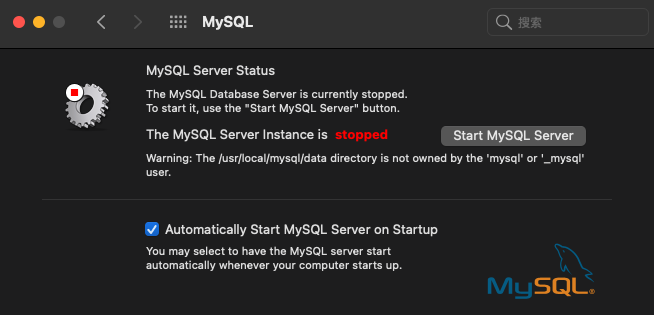 MySQL
搜索
MySQL Server Status
The MySQL Database Server is currently stopped.
To start it, use the "Start MySQL Server" button.
The MySQL Server Instance is stopped
Start MySQL Server
Warning: The /usr/local/mysql/data directory is not owned by the 'mysql' or '_mysql'
user.
Automatically Start MySQL Server on Startup
You may select to have the MySQL server start
automatically whenever your computer starts up.
MySQL®